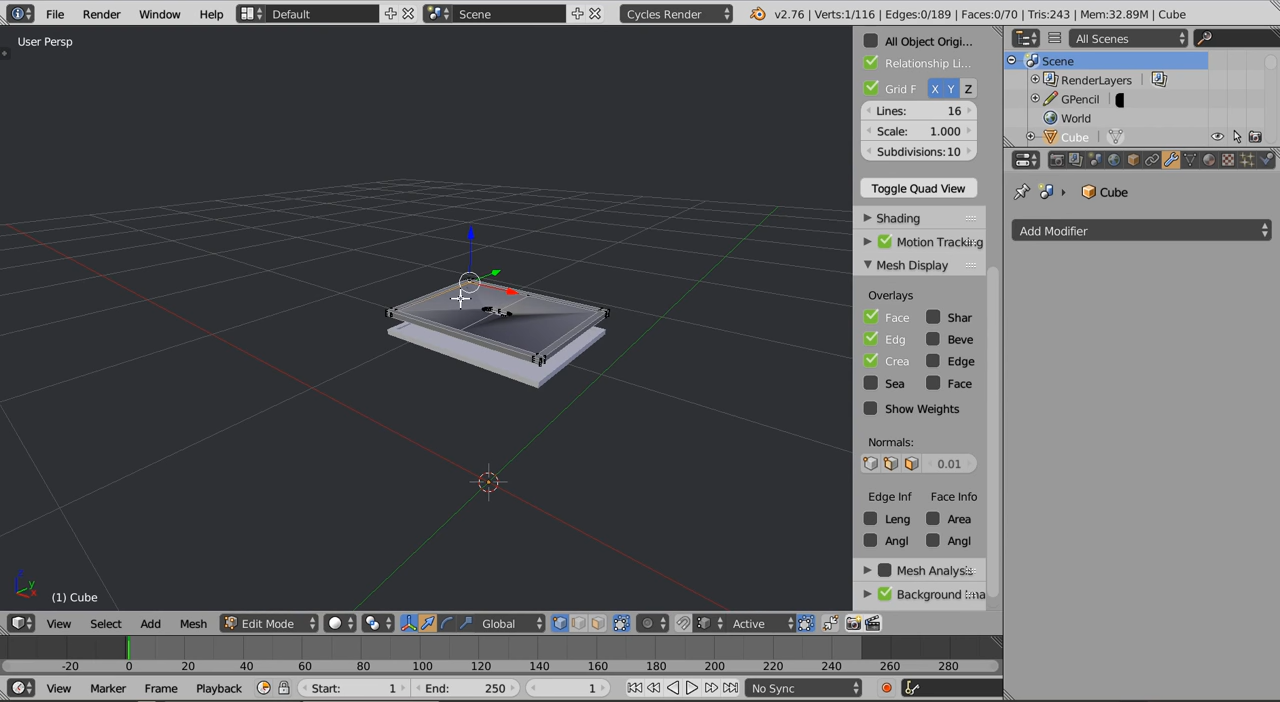 File Render Window Help Default Scene Cycles Render v2.76 | Verts:1/116 | Edges:0/189 | Faces:0/70 | Tris:243 | Mem:32.89M | Cube
User Persp
All Object Origi...
Relationship Li...
Grid F X Y Z
Lines: 16
Scale: 1.000
Subdivisions: 10
Toggle Quad View
Shading
Motion Tracking
Mesh Display
Overlays
Face Shar
Edg Beve
Crea Edge
Sea Face
Show Weights
Normals:
0.01
Edge Inf Face Info
Leng Area
Angl Angl
Mesh Analys
Background
All Scenes
Scene
RenderLayers
GPencil
World
Cube
Cube
Add Modifier
z
y
x
(1) Cube
View Select Add Mesh Edit Mode Global Active
-20 0 20 40 60 80 100 120 140 160 180 200 220 240 260 280
View Marker Frame Playback Start: 1 End: 250 1 No Sync